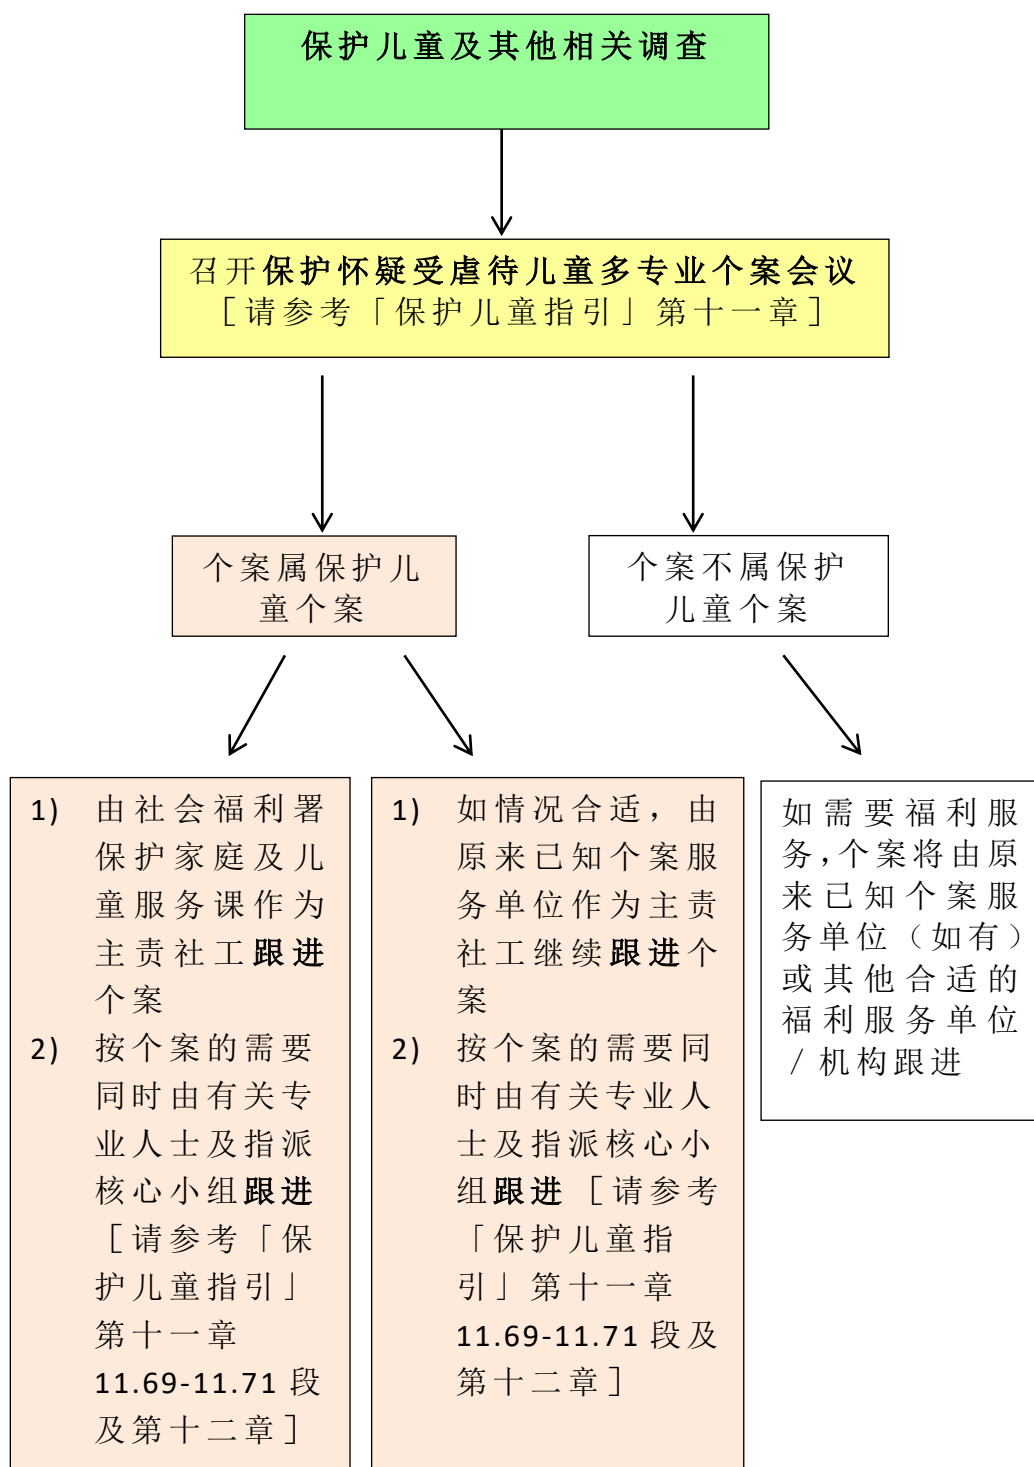 保护儿童及其他相关调查
召开保护怀疑受虐待儿童多专业个案会议
［请参考「保护儿童指引」第十一章］
个案属保护儿
童个案
个案不属保护
儿童个案
1) 由社会福利署
保护家庭及儿
童服务课作为
主责社工跟进
个案
2) 按个案的需要
同时由有关专
业人士及指派
核心小组跟进
［请参考「保
护儿童指引」
第十一章
11.69-11.71 段
及第十二章］
1) 如情况合适，由
原来已知个案服
务单位作为主责
社工继续跟进个
案
2) 按个案的需要同
时由有关专业人
士及指派核心小
组跟进［请参考
「保护儿童指
引」第十一章
11.69-11.71 段及
第十二章］
如需要福利服
务，个案将由原
来已知个案服
务单位（如有）
或其他合适的
福利服务单位
／机构跟进